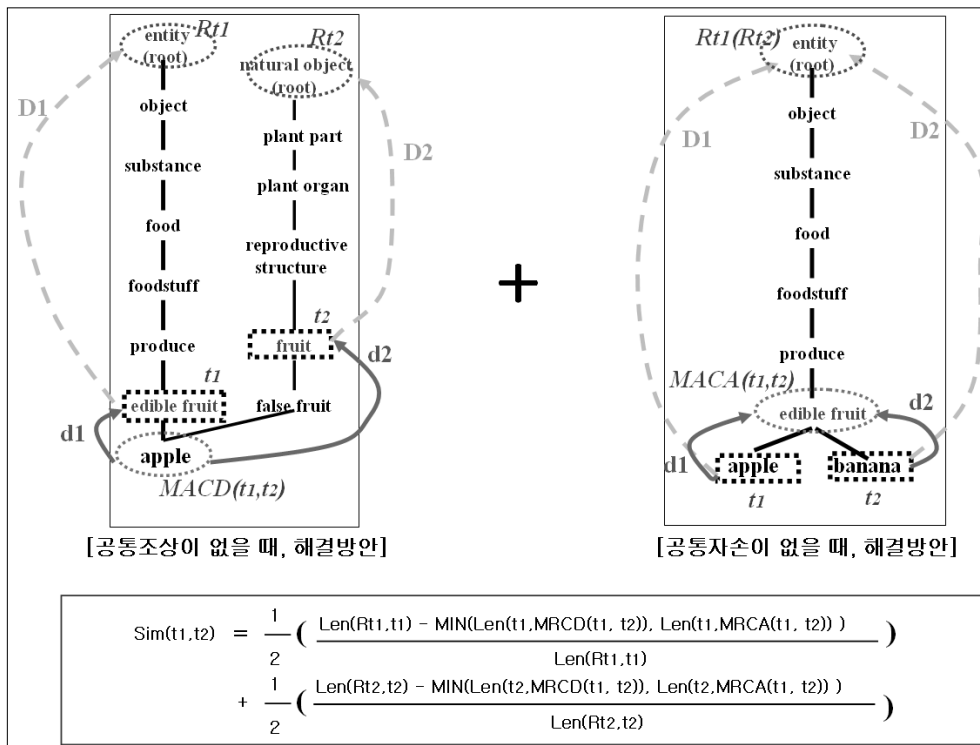 Rt1
entity
(root)
D1
object
substance
food
foodstuff
produce
t1
edible fruit
d1
apple
MACD(t1,t2)
Rt2
natural object
(root)
D2
plant part
plant organ
reproductive
structure
t2
fruit
d2
false fruit
[공통조상이 없을 때, 해결방안]
+
Rt1(Rt2)
entity
(root)
D1
D2
object
substance
food
foodstuff
produce
MACA(t1,t2)
edible fruit
d1
d2
apple
banana
t1
t2
[공통자손이 없을 때, 해결방안]
Sim(t1,t2) = 1/2 ( (Len(Rt1,t1) - MIN(Len(t1,MRCD(t1, t2)), Len(t1,MRCA(t1, t2)) )) / Len(Rt1,t1) )
+ 1/2 ( (Len(Rt2,t2) - MIN(Len(t2,MRCD(t1, t2)), Len(t2,MRCA(t1, t2)) )) / Len(Rt2,t2) )